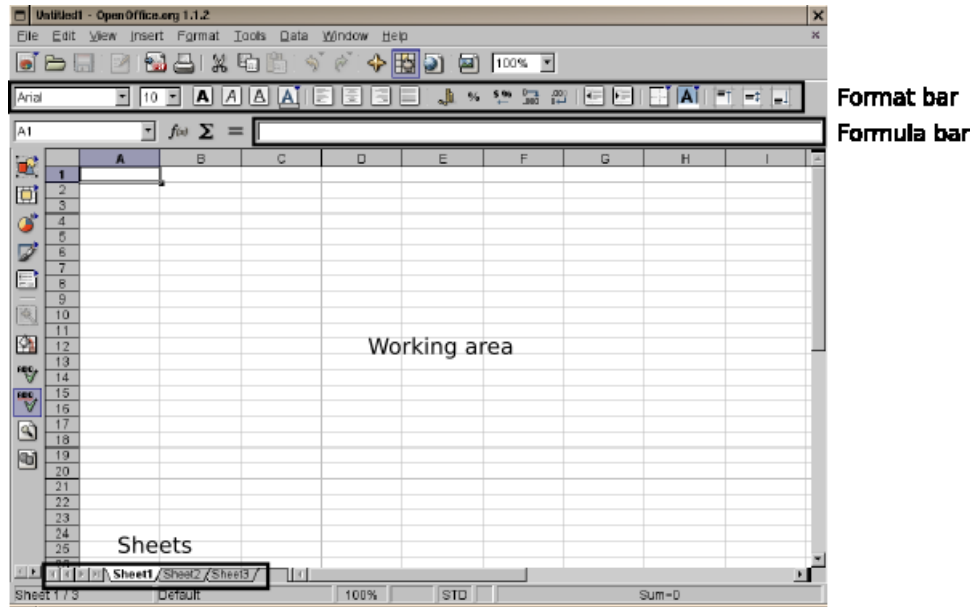 Untitled1 - OpenOffice.org 1.1.2
File Edit View Insert Format Tools Data Window Help
100%
Arial 10 A A A A A
Format bar
A1 f(x) Σ =
Formula bar
A B C D E F G H I
1
2
3
4
5
6
7
8
9
10
11
12
Working area
13
14
15
16
17
18
19
20
21
22
23
24
Sheets
25
Sheet1 Sheet2 Sheet3
Sheet 1 / 3 Default 100% STD Sum=0